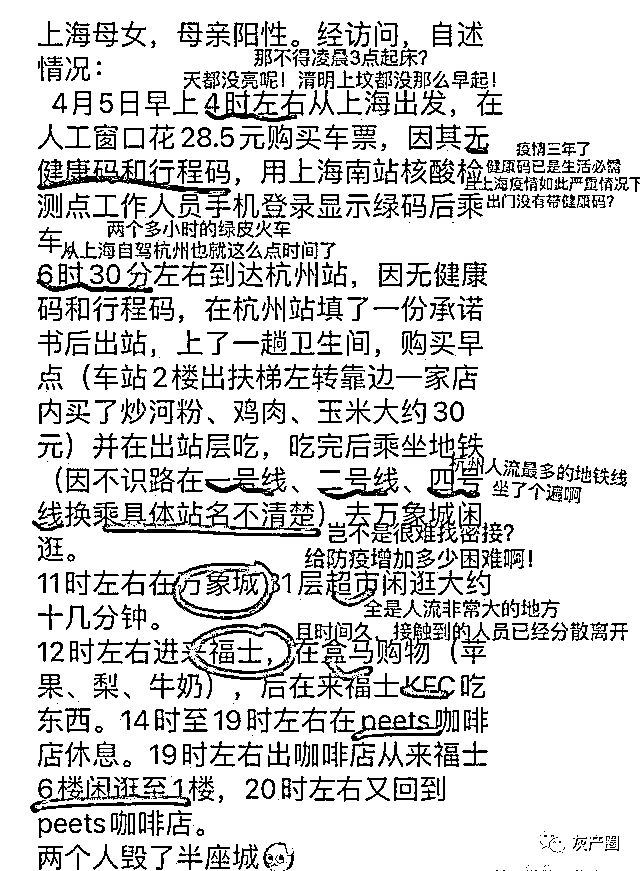 上海母女，母亲阳性。经访问，自述
那不得凌晨3点起床？
情况：
天都没亮呢！清明上坟都没那么早起！
4月5日早上4时左右从上海出发，在
人工窗口花28.5元购买车票，因其无
疫情三年了
健康码已是生活必需
健康码和行程码，用上海南站核酸检
且上海疫情如此严重情况下
测点工作人员手机登录显示绿码后乘
出门没有带健康码？
两个多小时的绿皮火车
车
从上海自驾杭州也就这么点时间了
6时30分左右到达杭州站，因无健康
码和行程码，在杭州站填了一份承诺
书后出站，上了一趟卫生间，购买早
点（车站2楼出扶梯左转靠边一家店
内买了炒河粉、鸡肉、玉米大约30
元）并在出站层吃，吃完后乘坐地铁
杭州人流最多的地铁线
（因不识路在一号线、二号线、四号
坐了个遍啊
线换乘具体站名不清楚）去万象城闲
岂不是很难找密接？
逛。
给防疫增加多少困难啊！
11时左右在万象城B1层超市闲逛大约
全是人流非常大的地方
十几分钟。
且时间久，接触到的人员已经分散离开
12时左右进来福士，在盒马购物（苹
果、梨、牛奶），后在来福士KFC吃
东西。14时至19时左右在peets咖啡
店休息。19时左右出咖啡店从来福士
6楼闲逛至1楼，20时左右又回到
peets咖啡店。
两个人毁了半座城
灰产圈